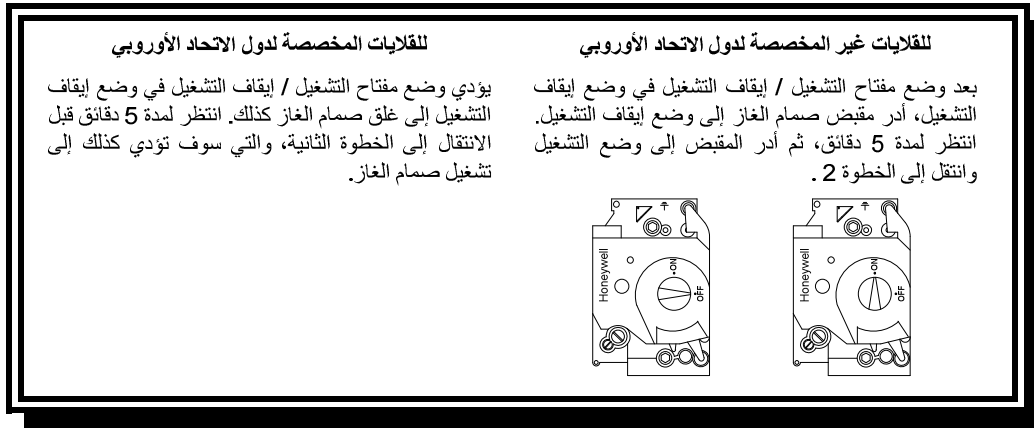 للقلايات غير المخصصة لدول الاتحاد الأوروبي
بعد وضع مفتاح التشغيل / إيقاف التشغيل في وضع إيقاف
التشغيل، أدر مقبض صمام الغاز إلى وضع إيقاف التشغيل.
انتظر لمدة 5 دقائق، ثم أدر المقبض إلى وضع التشغيل
وانتقل إلى الخطوة 2 .
للقلايات المخصصة لدول الاتحاد الأوروبي
يؤدي وضع مفتاح التشغيل / إيقاف التشغيل في وضع إيقاف
التشغيل إلى غلق صمام الغاز كذلك. انتظر لمدة 5 دقائق قبل
الانتقال إلى الخطوة الثانية، والتي سوف تؤدي كذلك إلى
تشغيل صمام الغاز.
Honeywell
ON
OFF
Honeywell
ON
OFF